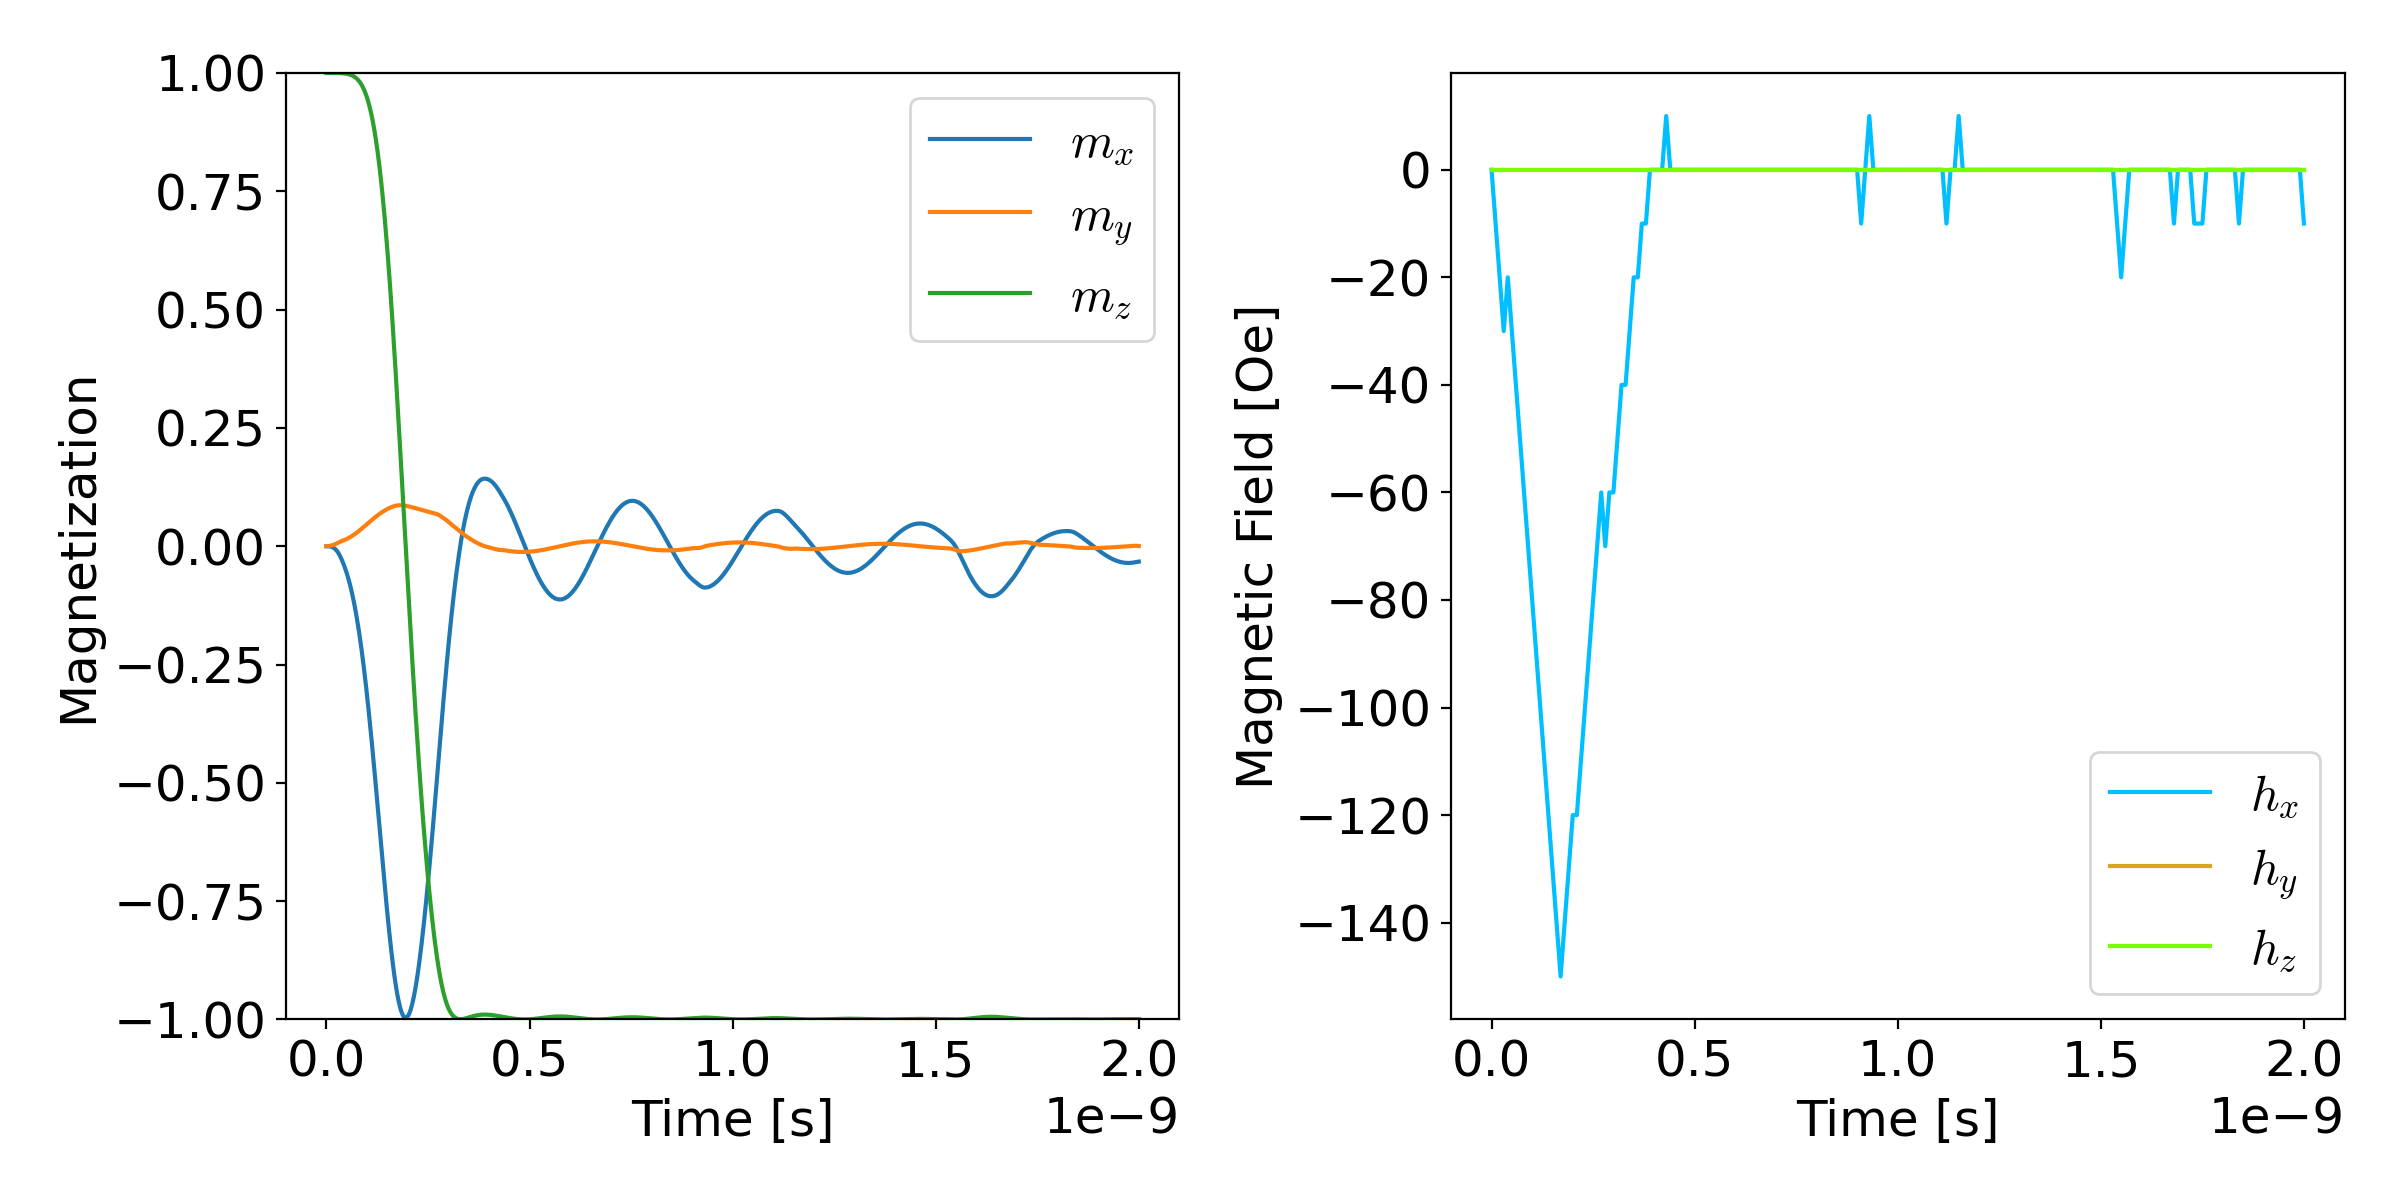 1.00
0.75
0.50
0.25
0.00
−0.25
−0.50
−0.75
−1.00
Magnetization
0.0 0.5 1.0 1.5 2.0
Time [s]
1e−9
m_x
m_y
m_z
0
−20
−40
−60
−80
−100
−120
−140
Magnetic Field [Oe]
0.0 0.5 1.0 1.5 2.0
Time [s]
1e−9
h_x
h_y
h_z